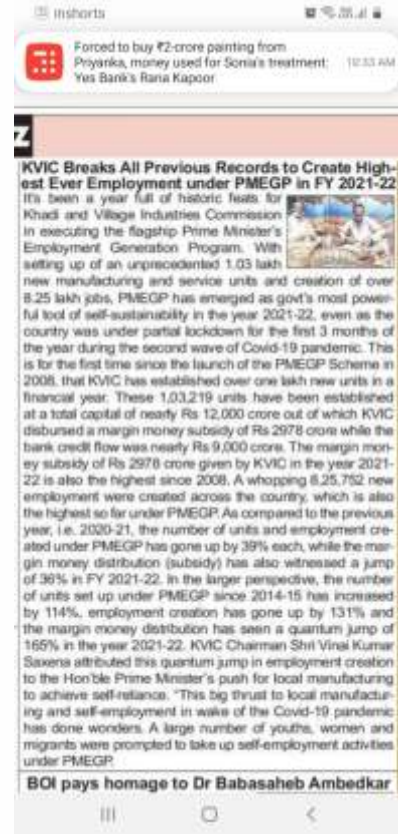 inshorts
Forced to buy ₹2-crore painting from
Priyanka, money used for Sonia's treatment:
Yes Bank's Rana Kapoor
10:33 AM
Z
KVIC Breaks All Previous Records to Create High-
est Ever Employment under PMEGP in FY 2021-22
It's been a year full of historic feats for
Khadi and Village Industries Commission
in executing the flagship Prime Minister's
Employment Generation Program. With
setting up of an unprecedented 1.03 lakh
new manufacturing and service units and creation of over
8.25 lakh jobs, PMEGP has emerged as govt's most power-
ful tool of self-sustainability in the year 2021-22, even as the
country was under partial lockdown for the first 3 months of
the year during the second wave of Covid-19 pandemic. This
is for the first time since the launch of the PMEGP Scheme in
2008, that KVIC has established over one lakh new units in a
financial year. These 1,03,219 units have been established
at a total capital of nearly Rs 12,000 crore out of which KVIC
disbursed a margin money subsidy of Rs 2978 crore while the
bank credit flow was nearly Rs 9,000 crore. The margin mon-
ey subsidy of Rs 2978 crore given by KVIC in the year 2021-
22 is also the highest since 2008. A whopping 8,25,752 new
employment were created across the country, which is also
the highest so far under PMEGP. As compared to the previous
year, i.e. 2020-21, the number of units and employment cre-
ated under PMEGP has gone up by 39% each, while the mar-
gin money distribution (subsidy) has also witnessed a jump
of 36% in FY 2021-22. In the larger perspective, the number
of units set up under PMEGP since 2014-15 has increased
by 114%, employment creation has gone up by 131% and
the margin money distribution has seen a quantum jump of
165% in the year 2021-22. KVIC Chairman Shri Vinai Kumar
Saxena attributed this quantum jump in employment creation
to the Hon'ble Prime Minister's push for local manufacturing
to achieve self-reliance. "This big thrust to local manufactur-
ing and self-employment in wake of the Covid-19 pandemic
has done wonders. A large number of youths, women and
migrants were prompted to take up self-employment activities
under PMEGP.
BOI pays homage to Dr Babasaheb Ambedkar